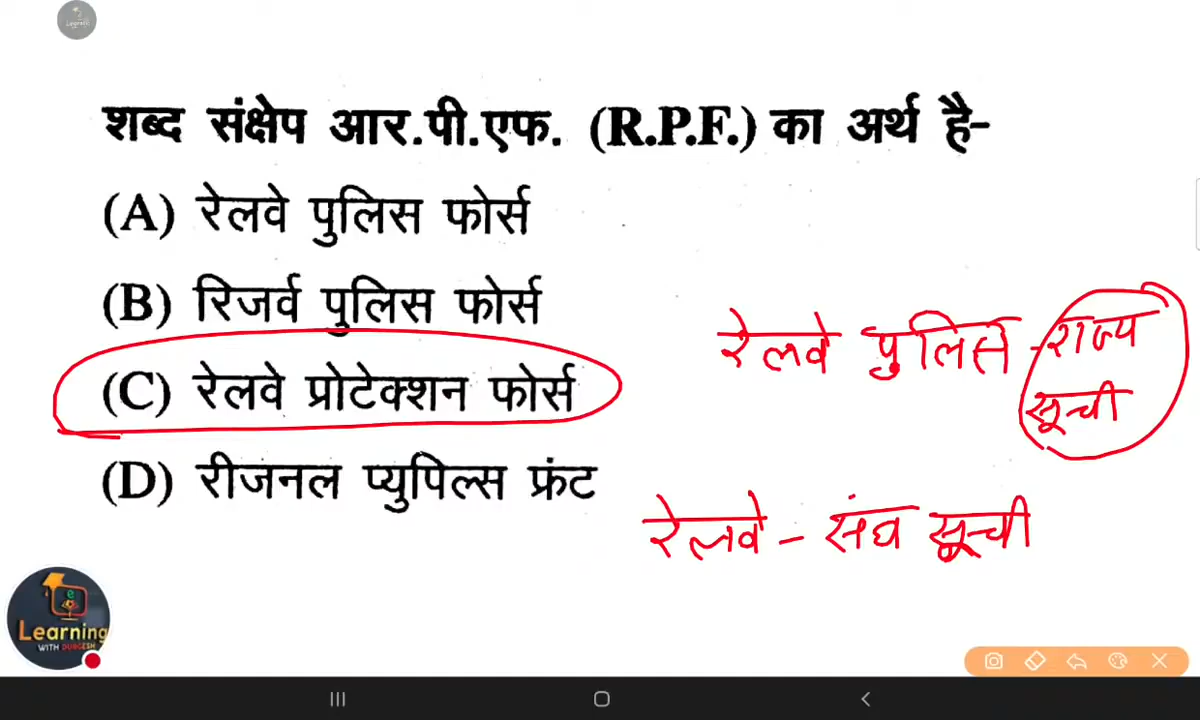 शब्द संक्षेप आर.पी.एफ. (R.P.F.) का अर्थ है-
(A) रेलवे पुलिस फोर्स
(B) रिजर्व पुलिस फोर्स
(C) रेलवे प्रोटेक्शन फोर्स
(D) रीजनल प्युपिल्स फ्रंट
रेलवे पुलिस - राज्य
सूची
रेलवे - संघ सूची
e
Learning
WITH DURGESH